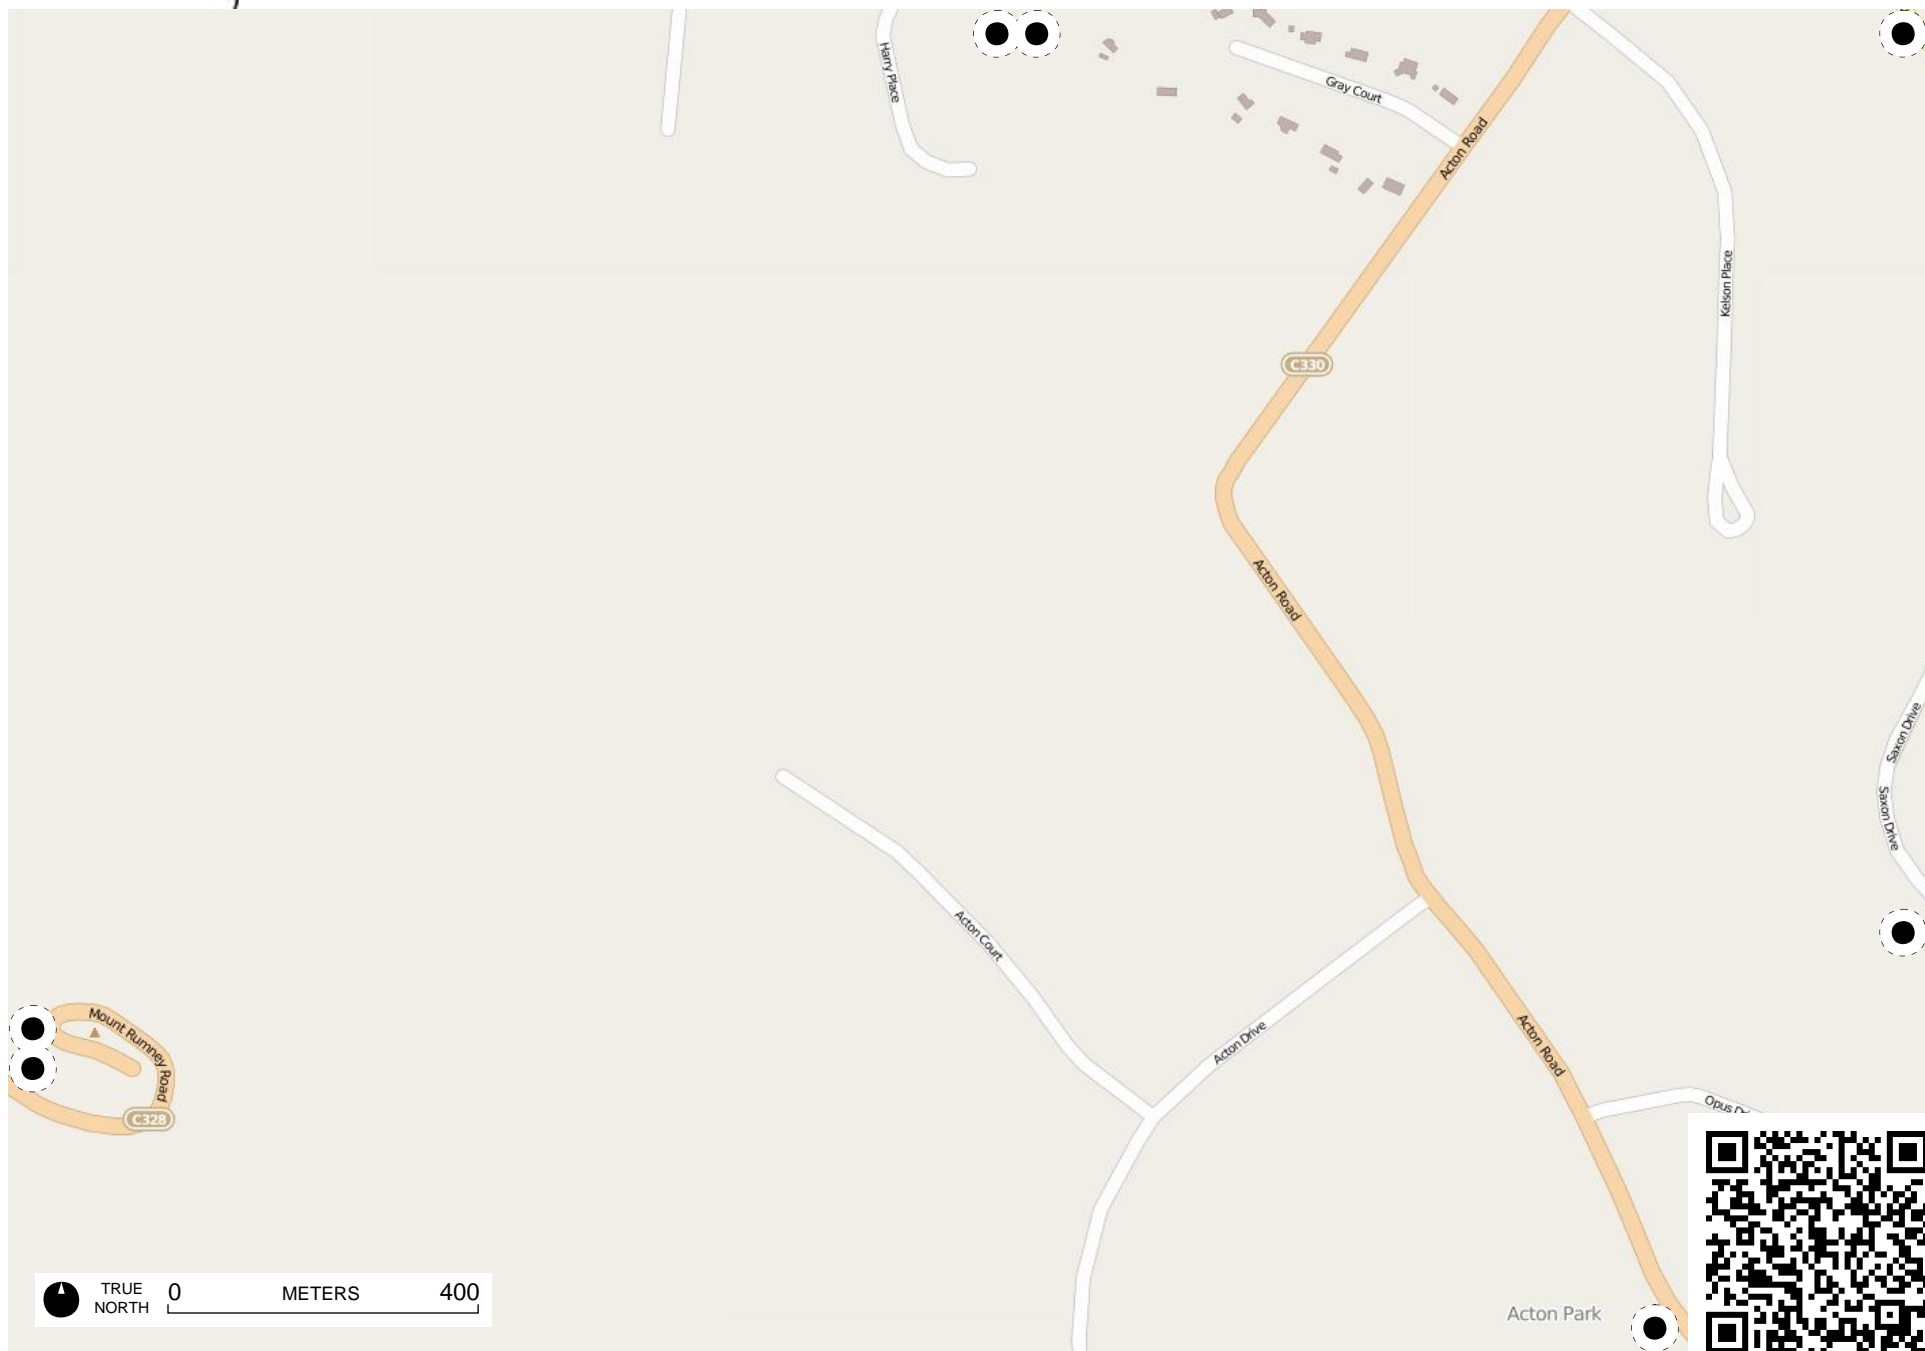 Harry Place
Gray Court
Acton Road
Kelson Place
C330
Acton Road
Saxon Drive
Saxon Drive
Acton Court
Mount Rumney Road
Acton Drive
Acton Road
Opus
C328
TRUE
NORTH
0 METERS 400
Acton Park